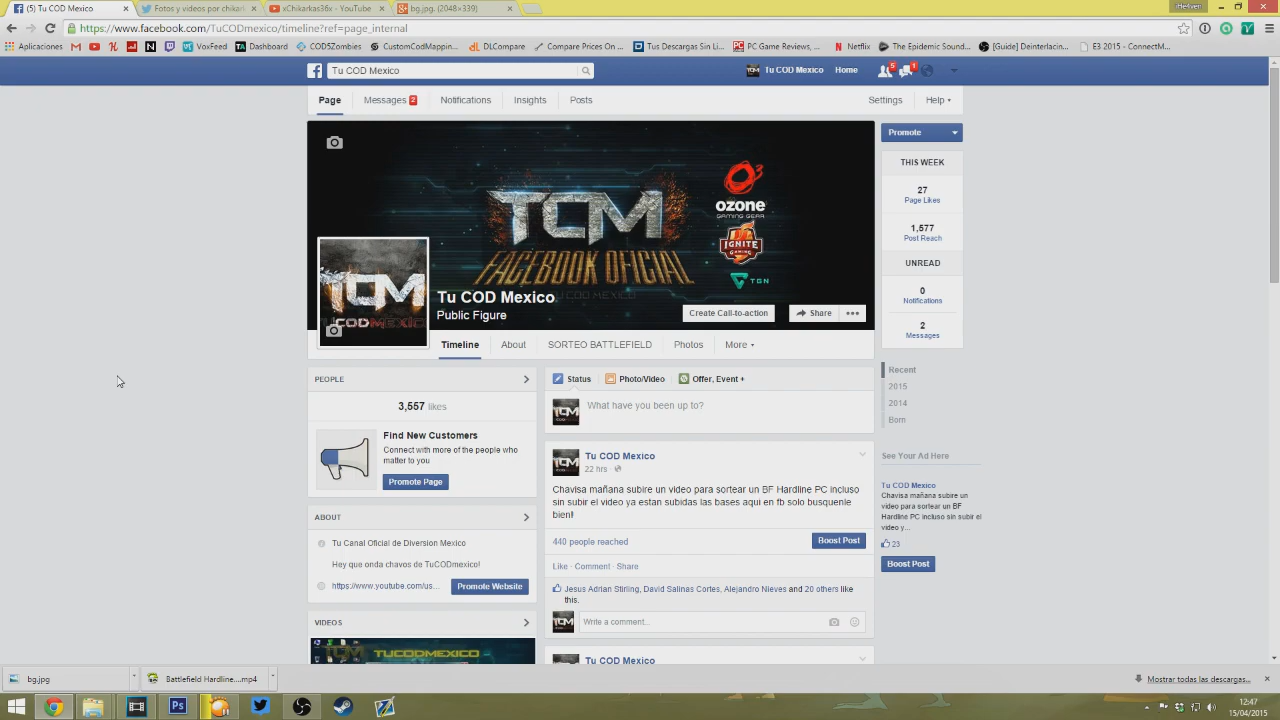 (5) Tu COD Mexico
Fotos y videos por chikari
xChikarkas36x - YouTube
bg.jpg. (2048×339)
iHeaven
https://www.facebook.com/TuCODmexico/timeline?ref=page_internal
Aplicaciones
VoxFeed
Dashboard
COD5Zombies
CustomCodMappin...
DLCompare
Compare Prices On ...
Tus Descargas Sin Li...
PC Game Reviews, ...
Netflix
The Epidemic Sound...
[Guide] Deinterlacin...
E3 2015 - ConnectM...
Tu COD Mexico
Tu COD Mexico
Home
5
1
Page
Messages 2
Notifications
Insights
Posts
Settings
Help
TCM
FACEBOOK OFICIAL
TU COD MEXICO
OZONE
GAMING GEAR
IGNITE
GAMING
TGN
TCM
TUCODMEXICO
Tu COD Mexico
Public Figure
Create Call-to-action
Share
Timeline
About
SORTEO BATTLEFIELD
Photos
More
Promote
THIS WEEK
27
Page Likes
1,577
Post Reach
UNREAD
0
Notifications
2
Messages
Recent
2015
2014
Born
See Your Ad Here
Tu COD Mexico
Chavisa mañana subire un
video para sortear un BF
Hardline PC incluso sin subir el
video y...
23
Boost Post
PEOPLE
3,557 likes
Find New Customers
Connect with more of the people who
matter to you
Promote Page
ABOUT
Tu Canal Oficial de Diversion Mexico
Hey que onda chavos de TuCODmexico!
https://www.youtube.com/us...
Promote Website
VIDEOS
TUCODMEXICO
Status
Photo/Video
Offer, Event +
What have you been up to?
Tu COD Mexico
22 hrs ·
Chavisa mañana subire un video para sortear un BF Hardline PC incluso
sin subir el video ya estan subidas las bases aqui en fb solo busquenle
bien!!
440 people reached
Boost Post
Like · Comment · Share
Jesus Adrian Stirling, David Salinas Cortes, Alejandro Nieves and 20 others like
this.
Write a comment...
Tu COD Mexico
bg.jpg
Battlefield Hardline....mp4
Mostrar todas las descargas...
12:47
15/04/2015